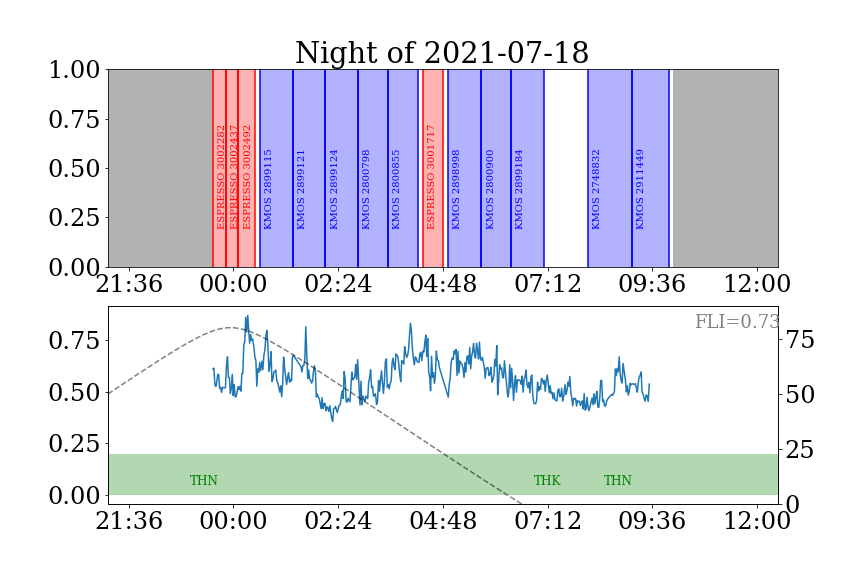 Night of 2021-07-18
1.00
0.75
0.50
0.25
0.00
ESPRESSO 3002282
ESPRESSO 3002437
ESPRESSO 3002492
KMOS 2899115
KMOS 2899121
KMOS 2899124
KMOS 2800798
KMOS 2800855
ESPRESSO 3001717
KMOS 2898998
KMOS 2800900
KMOS 2899184
KMOS 2748832
KMOS 2911449
21:36 00:00 02:24 04:48 07:12 09:36 12:00
FLI=0.73
0.75
0.50
0.25
0.00
75
50
25
0
THN THK THN
21:36 00:00 02:24 04:48 07:12 09:36 12:00